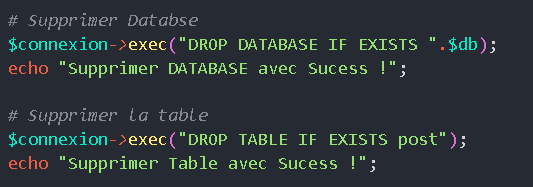 # Supprimer Databse
$connexion->exec("DROP DATABASE IF EXISTS ".$db);
echo "Supprimer DATABASE avec Sucess !";
# Supprimer la table
$connexion->exec("DROP TABLE IF EXISTS post");
echo "Supprimer Table avec Sucess !";